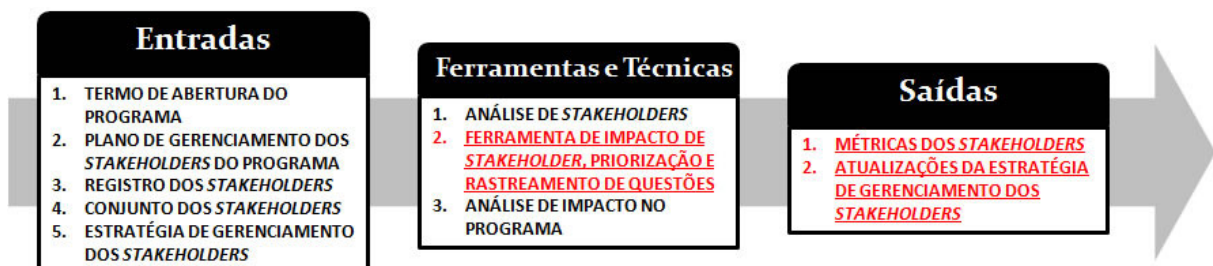 Entradas
1. TERMO DE ABERTURA DO
PROGRAMA
2. PLANO DE GERENCIAMENTO DOS
STAKEHOLDERS DO PROGRAMA
3. REGISTRO DOS STAKEHOLDERS
4. CONJUNTO DOS STAKEHOLDERS
5. ESTRATÉGIA DE GERENCIAMENTO
DOS STAKEHOLDERS
Ferramentas e Técnicas
1. ANÁLISE DE STAKEHOLDERS
2. FERRAMENTA DE IMPACTO DE
STAKEHOLDER, PRIORIZAÇÃO E
RASTREAMENTO DE QUESTÕES
3. ANÁLISE DE IMPACTO NO
PROGRAMA
Saídas
1. MÉTRICAS DOS STAKEHOLDERS
2. ATUALIZAÇÕES DA ESTRATÉGIA
DE GERENCIAMENTO DOS
STAKEHOLDERS